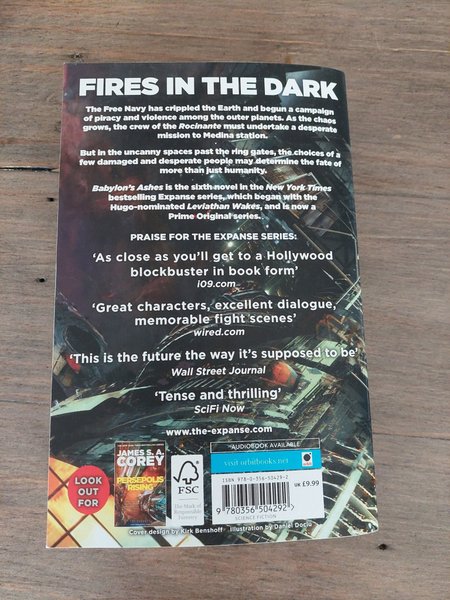 FIRES IN THE DARK
The Free Navy has crippled the Earth and begun a campaign
of piracy and violence among the outer planets. As the chaos
grows, the crew of the Rocinante must undertake a desperate
mission to Medina station.
But in the uncanny spaces past the ring gates, the choices of
a few damaged and desperate people may determine the fate of
more than just humanity.
Babylon's Ashes is the sixth novel in the New York Times
bestselling Expanse series, which began with the
Hugo-nominated Leviathan Wakes, and is now a
Prime Original series.
PRAISE FOR THE EXPANSE SERIES:
'As close as you'll get to a Hollywood
blockbuster in book form'
io9.com
'Great characters, excellent dialogue,
memorable fight scenes'
wired.com
'This is the future the way it's supposed to be'
Wall Street Journal
'Tense and thrilling'
SciFi Now
www.the-expanse.com
LOOK
OUT
FOR
JAMES S. A.
COREY
PERSEPOLIS
RISING
FSC
The Mark of
Responsible
Forestry
AUDIOBOOK AVAILABLE
visit orbitbooks.net
ISBN 978-0-356-50429-2
9 780356 504292 >
UK £9.99
SCIENCE FICTION
Cover design by Kirk Benshoff Illustration by Daniel Dociu